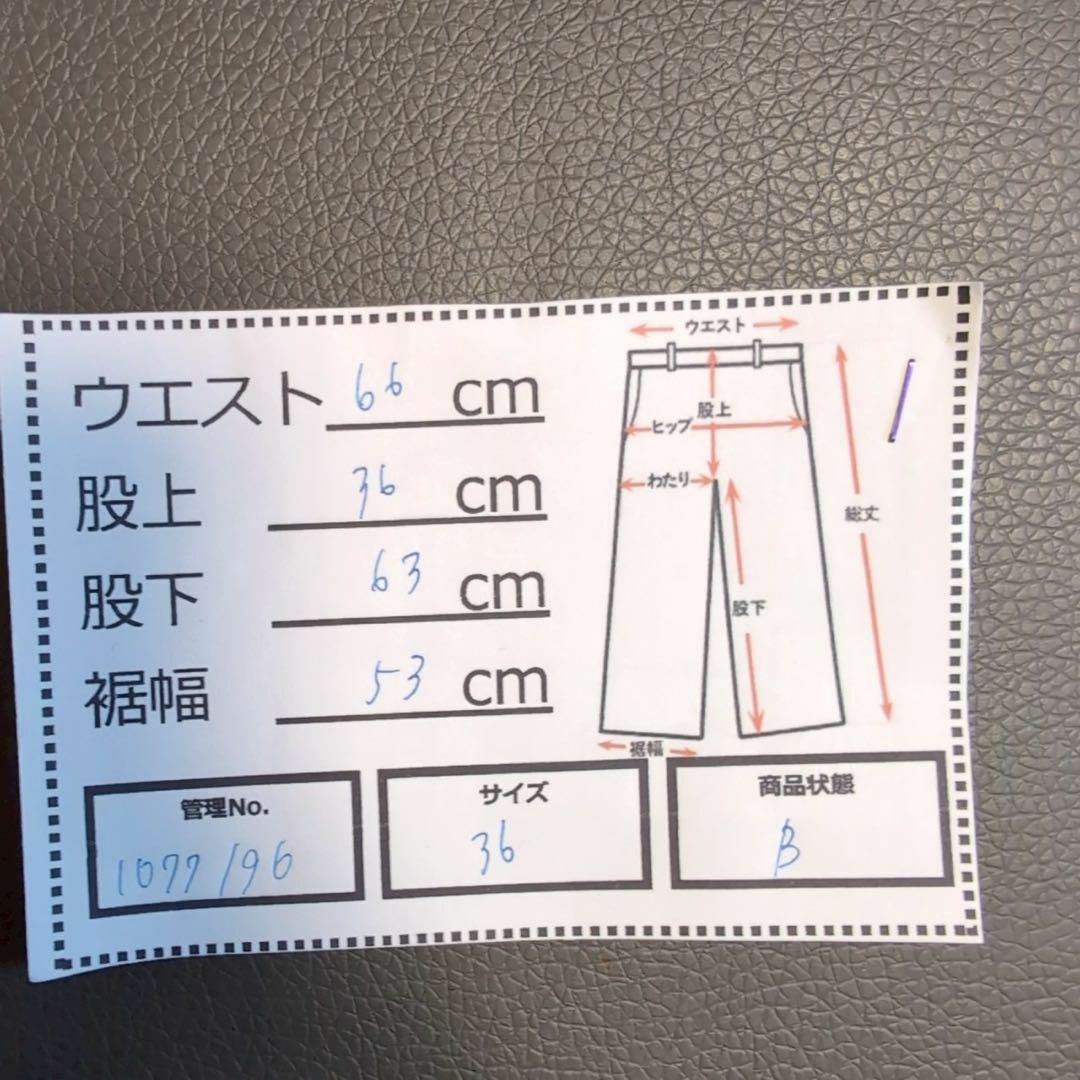 ウエスト 66 cm
股上 36 cm
股下 63 cm
裾幅 53 cm
ウエスト
股上
ヒップ
わたり
総丈
股下
裾幅
管理No.
サイズ
36
商品状態
B